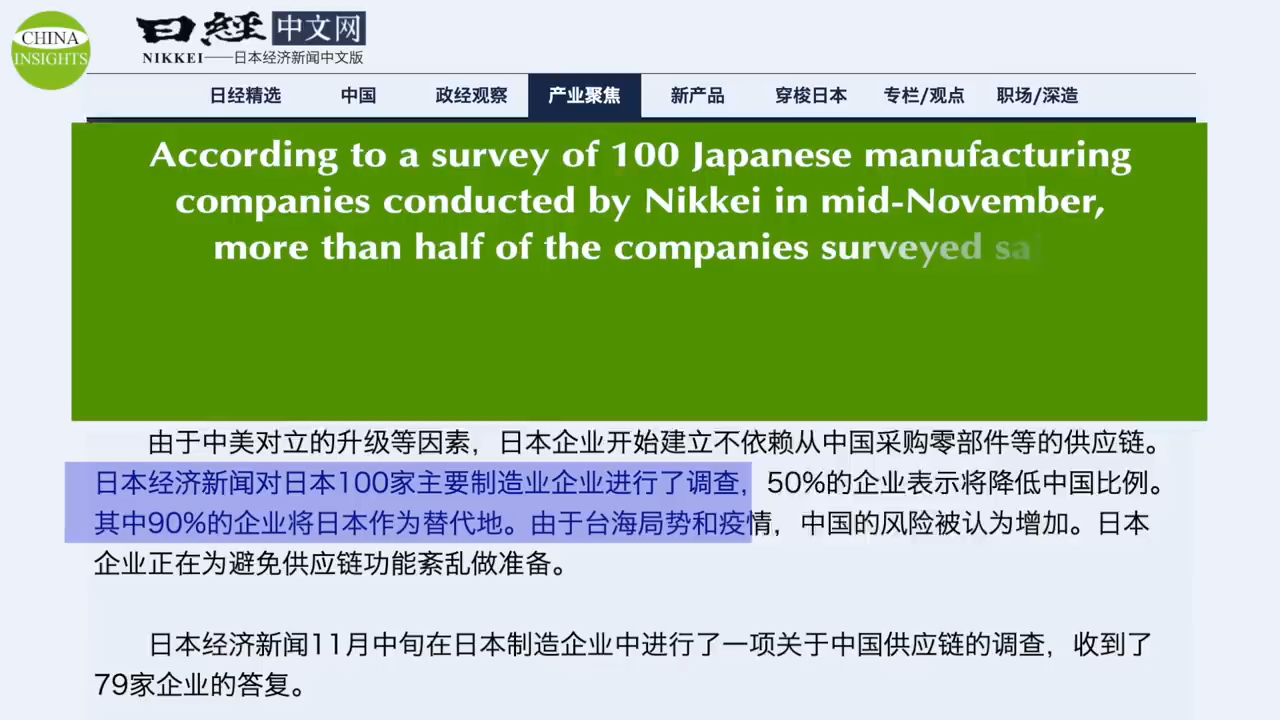 CHINA
INSIGHTS
日経中文网
NIKKEI——日本经济新闻中文版
日经精选 中国 政经观察 产业聚焦 新产品 穿梭日本 专栏/观点 职场/深造
According to a survey of 100 Japanese manufacturing
companies conducted by Nikkei in mid-November,
more than half of the companies surveyed sa
由于中美对立的升级等因素，日本企业开始建立不依赖从中国采购零部件等的供应链。
日本经济新闻对日本100家主要制造业企业进行了调查，50%的企业表示将降低中国比例。
其中90%的企业将日本作为替代地。由于台海局势和疫情，中国的风险被认为增加。日本
企业正在为避免供应链功能紊乱做准备。
日本经济新闻11月中旬在日本制造企业中进行了一项关于中国供应链的调查，收到了
79家企业的答复。